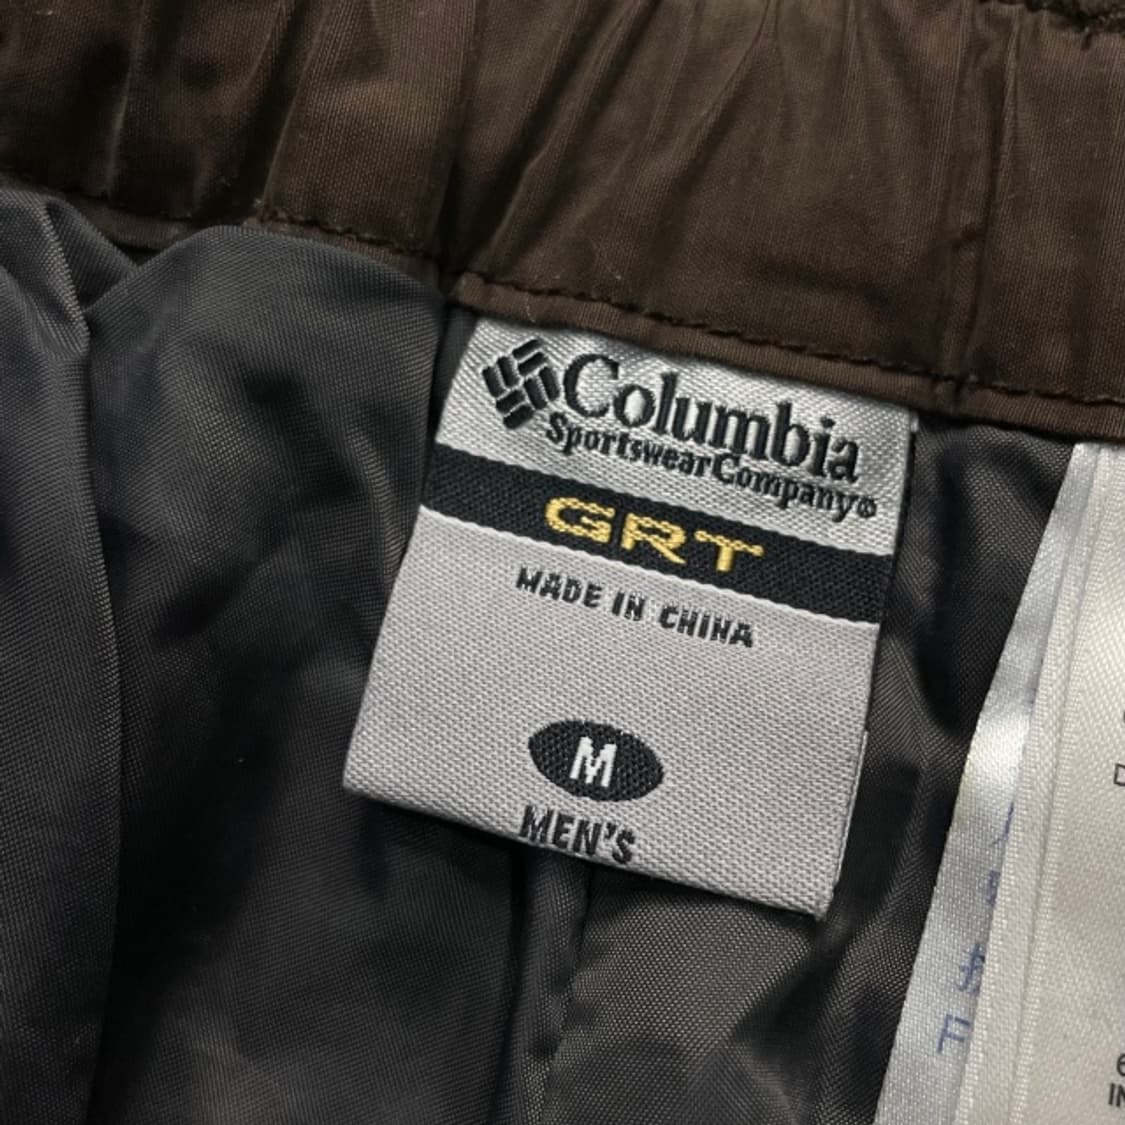 Columbia
Sportswear Company®
GRT
MADE IN CHINA
M
MEN'S
F